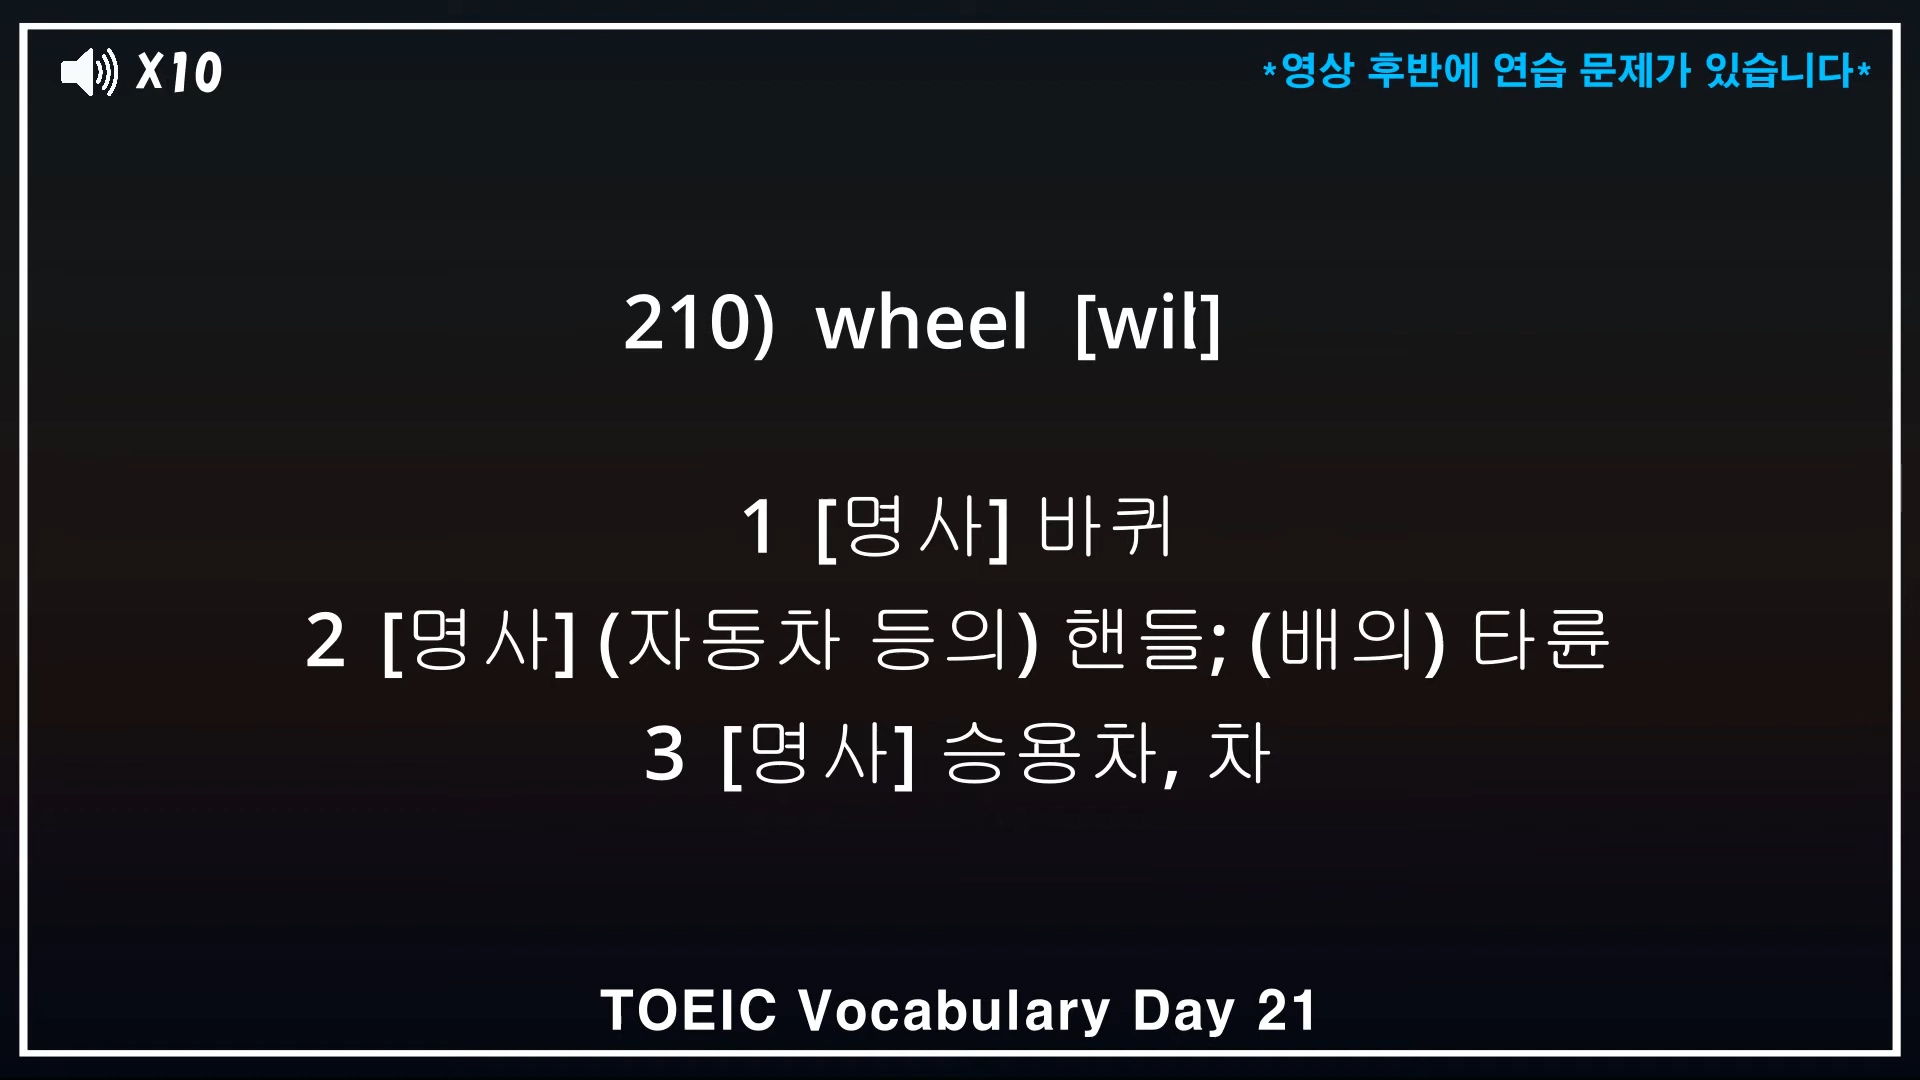 X10
*영상 후반에 연습 문제가 있습니다*
210) wheel [wil]
1 [명사] 바퀴
2 [명사] (자동차 등의) 핸들; (배의) 타륜
3 [명사] 승용차, 차
TOEIC Vocabulary Day 21